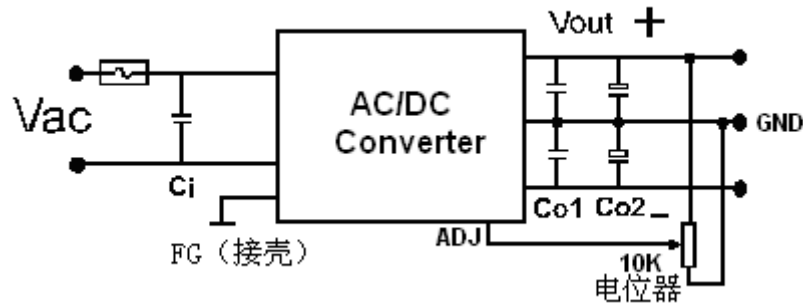 Vout +
Vac
AC/DC
Converter
GND
Ci
Co1 Co2 _
FG（接壳）
ADJ
10K
电位器